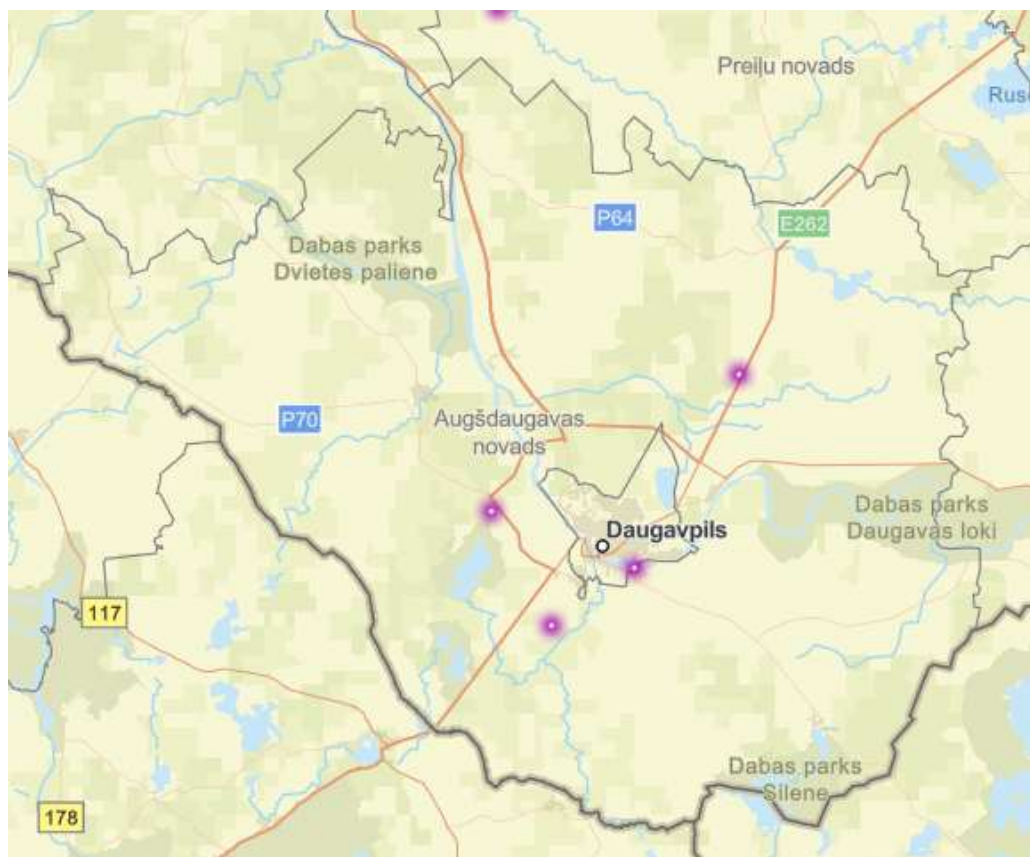 Preiļu novads
Ruse
P64
E262
Dabas parks
Dvietes paliene
P70
Augšdaugavas
novads
Dabas parks
Daugavas loki
Daugavpils
117
Dabas parks
Silene
178